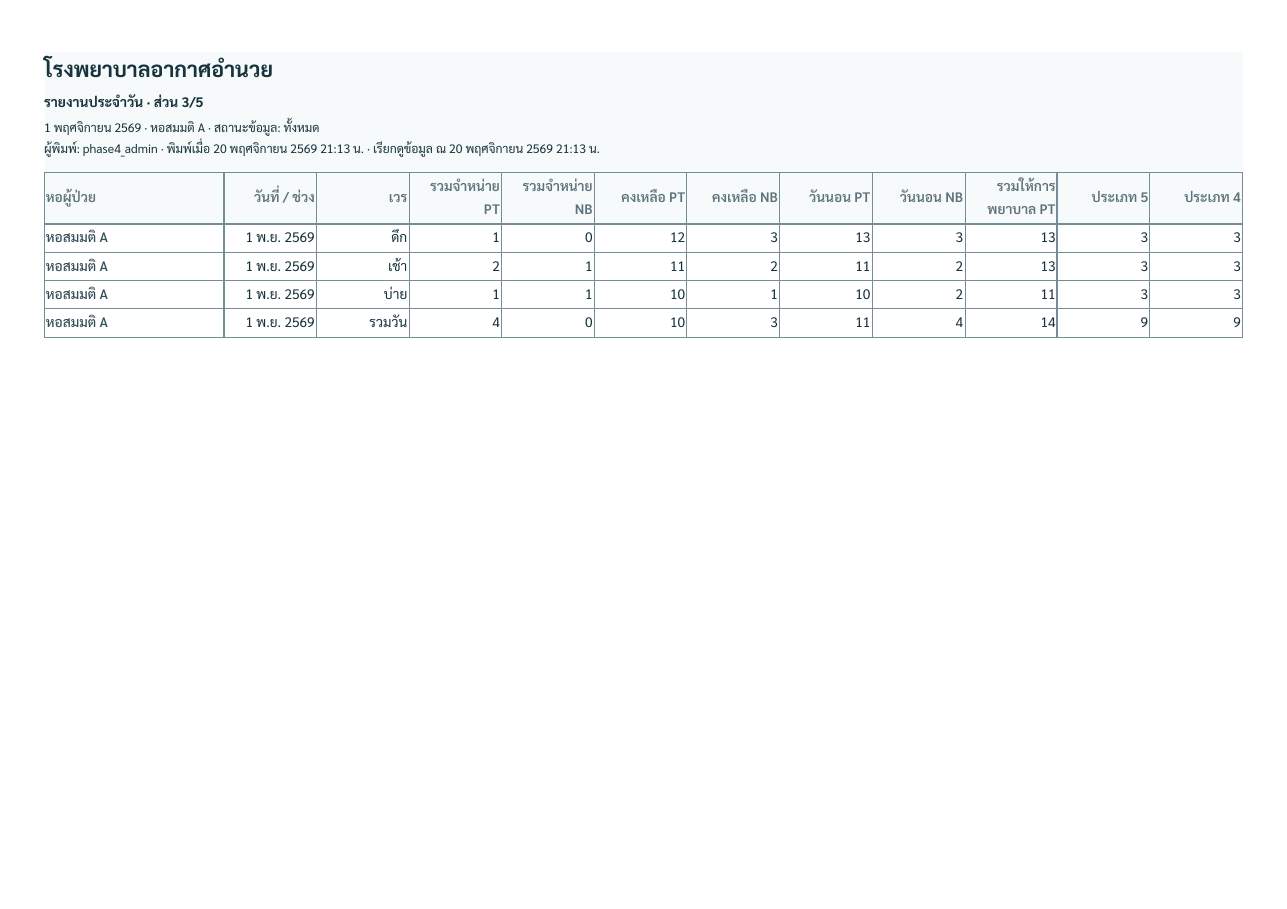 โรงพยาบาลอากาศอำนวย
รายงานประจำวัน · ส่วน 3/5
1 พฤศจิกายน 2569 · หอสมมติ A · สถานะข้อมูล: ทั้งหมด
ผู้พิมพ์: phase4_admin · พิมพ์เมื่อ 20 พฤศจิกายน 2569 21:13 น. · เรียกดูข้อมูล ณ 20 พฤศจิกายน 2569 21:13 น.
หอผู้ป่วย วันที่ / ช่วง เวร รวมจำหน่าย PT รวมจำหน่าย NB คงเหลือ PT คงเหลือ NB วันนอน PT วันนอน NB รวมให้การพยาบาล PT ประเภท 5 ประเภท 4
หอสมมติ A 1 พ.ย. 2569 ดึก 1 0 12 3 13 3 13 3 3
หอสมมติ A 1 พ.ย. 2569 เช้า 2 1 11 2 11 2 13 3 3
หอสมมติ A 1 พ.ย. 2569 บ่าย 1 1 10 1 10 2 11 3 3
หอสมมติ A 1 พ.ย. 2569 รวมวัน 4 0 10 3 11 4 14 9 9